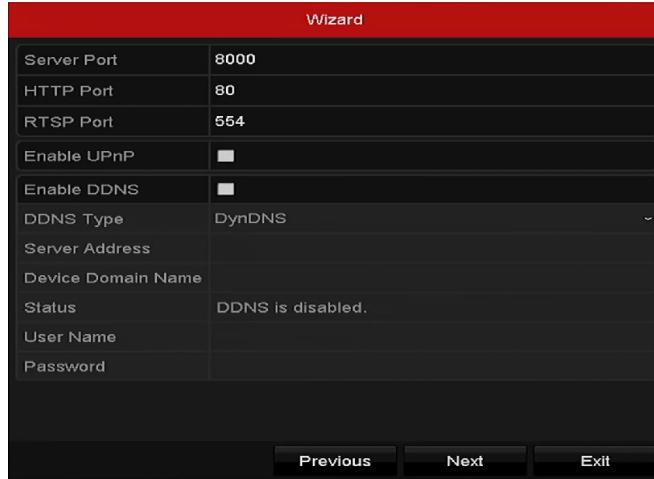 Wizard
Server Port 8000
HTTP Port 80
RTSP Port 554
Enable UPnP
Enable DDNS
DDNS Type DynDNS
Server Address
Device Domain Name
Status DDNS is disabled.
User Name
Password
Previous Next Exit